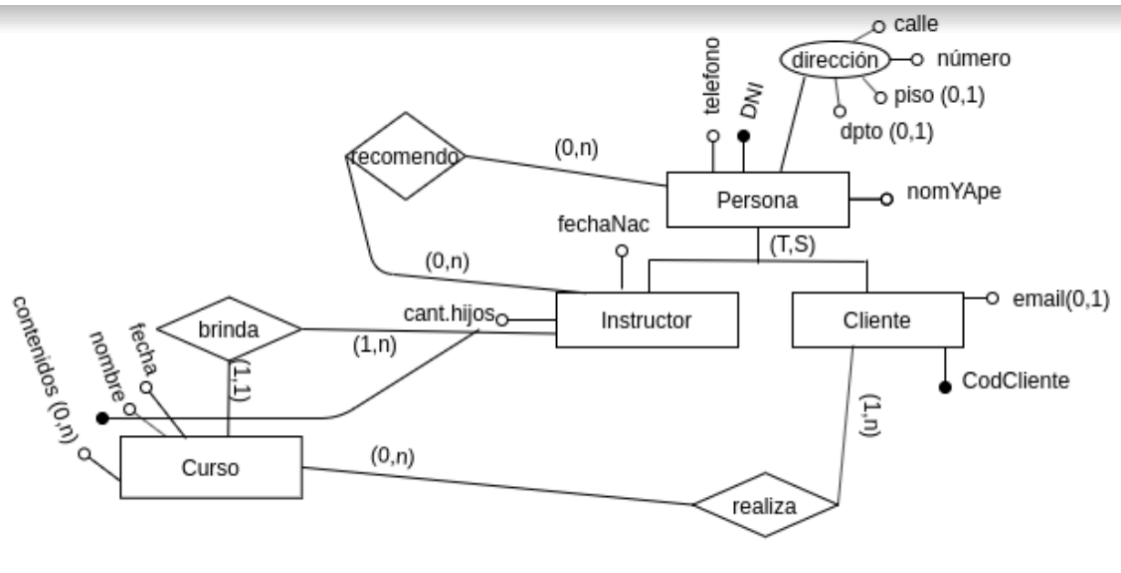 calle
dirección
número
piso (0,1)
dpto (0,1)
telefono
DNI
recomendo
(0,n)
Persona
nomYApe
fechaNac
(T,S)
(0,n)
cant.hijos
Instructor
Cliente
email(0,1)
brinda
(1,n)
contenidos (0,n)
nombre
fecha
(1,1)
CodCliente
(1,n)
Curso
(0,n)
realiza